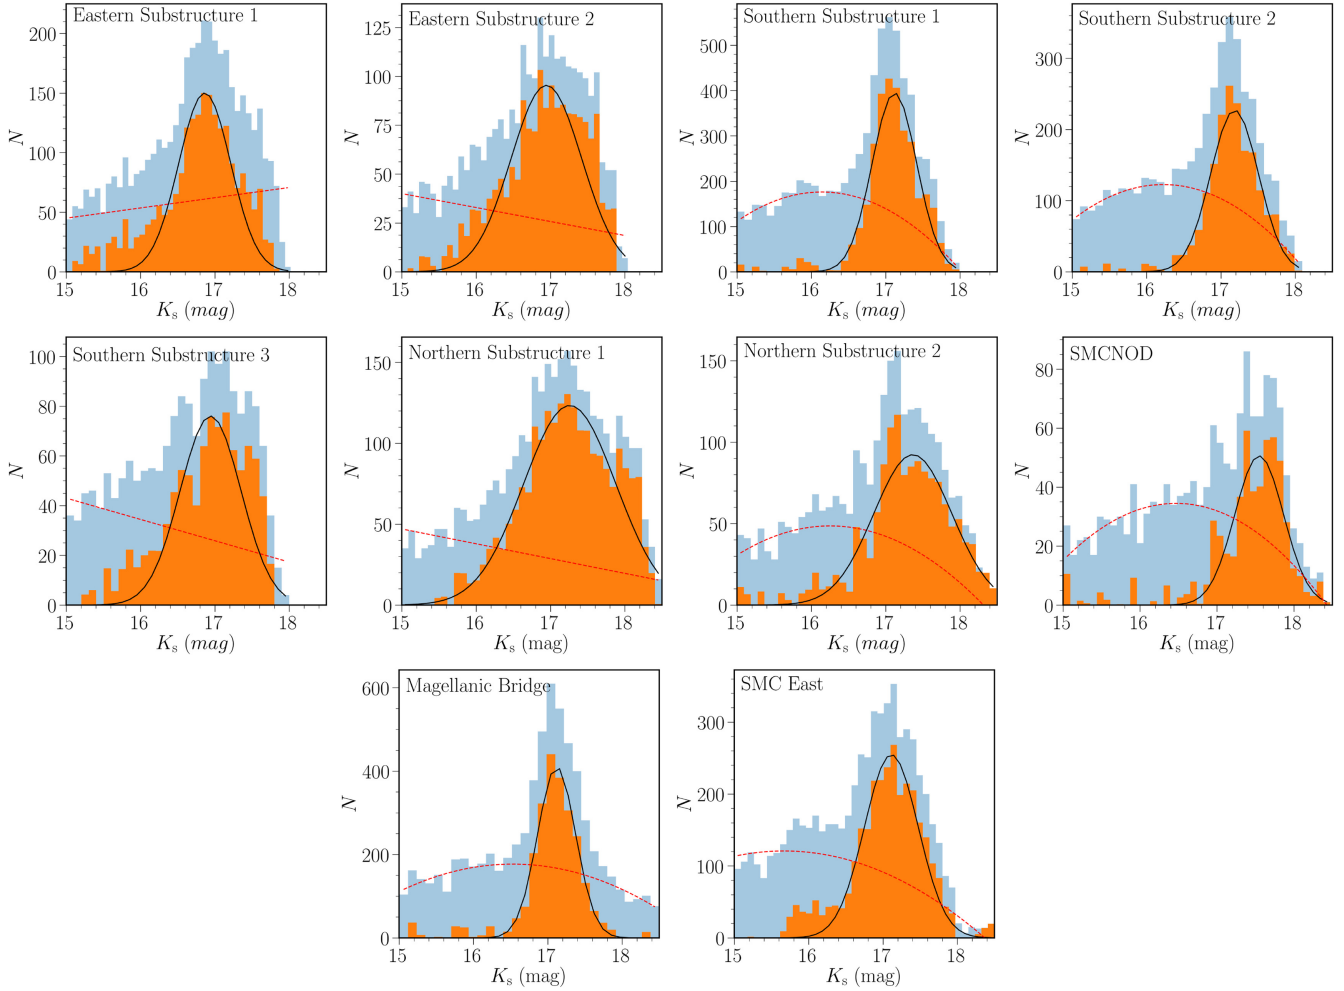 Eastern Substructure 1
N
200
150
100
50
0
15 16 17 18
Ks (mag)
Eastern Substructure 2
N
125
100
75
50
25
0
15 16 17 18
Ks (mag)
Southern Substructure 1
N
500
400
300
200
100
0
15 16 17 18
Ks (mag)
Southern Substructure 2
N
300
200
100
0
15 16 17 18
Ks (mag)
Southern Substructure 3
N
100
80
60
40
20
0
15 16 17 18
Ks (mag)
Northern Substructure 1
N
150
100
50
0
15 16 17 18
Ks (mag)
Northern Substructure 2
N
150
100
50
0
15 16 17 18
Ks (mag)
SMCNOD
N
80
60
40
20
0
15 16 17 18
Ks (mag)
Magellanic Bridge
N
600
400
200
0
15 16 17 18
Ks (mag)
SMC East
N
300
200
100
0
15 16 17 18
Ks (mag)